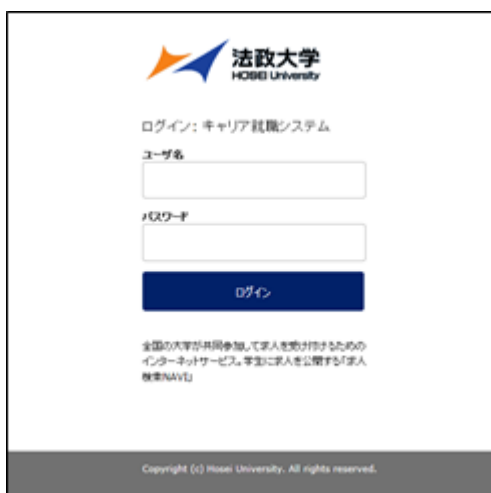 法政大学
HOSEI University
ログイン: キャリア就職システム
ユーザ名
パスワード
ログイン
全国の大学が共同参加して求人を受け付けるための
インターネットサービス。学生に求人を公開する「求人
検索NAVI」
Copyright (c) Hosei University. All rights reserved.